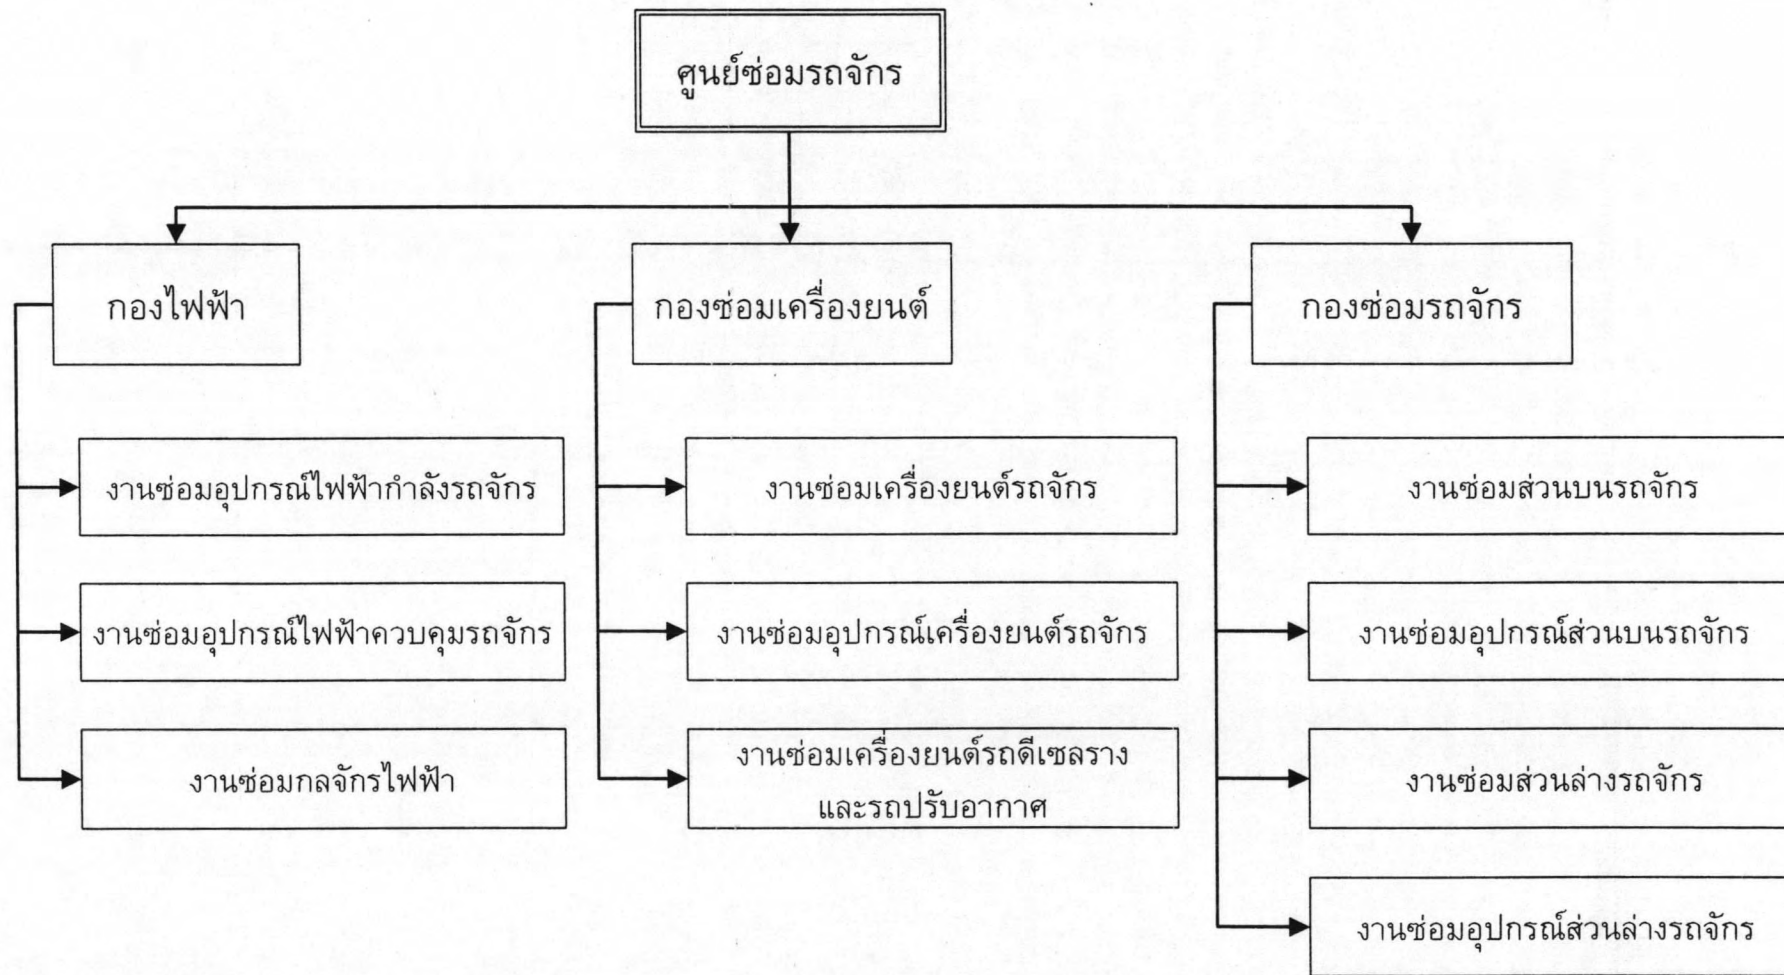 ศูนย์ซ่อมรถจักร
กองไฟฟ้า
งานซ่อมอุปกรณ์ไฟฟ้ากำลังรถจักร
งานซ่อมอุปกรณ์ไฟฟ้าควบคุมรถจักร
งานซ่อมกลจักรไฟฟ้า
กองซ่อมเครื่องยนต์
งานซ่อมเครื่องยนต์รถจักร
งานซ่อมอุปกรณ์เครื่องยนต์รถจักร
งานซ่อมเครื่องยนต์รถดีเซลราง
และรถปรับอากาศ
กองซ่อมรถจักร
งานซ่อมส่วนบนรถจักร
งานซ่อมอุปกรณ์ส่วนบนรถจักร
งานซ่อมส่วนล่างรถจักร
งานซ่อมอุปกรณ์ส่วนล่างรถจักร